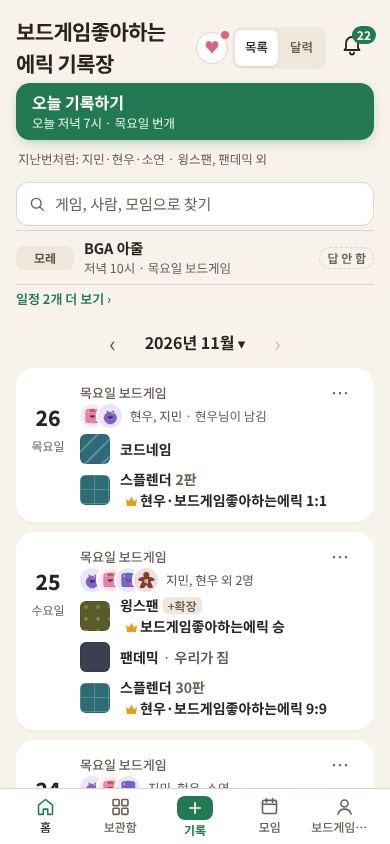 보드게임좋아하는
에릭 기록장
목록
달력
22
오늘 기록하기
오늘 저녁 7시 · 목요일 번개
지난번처럼: 지민·현우·소연 · 윙스팬, 팬데믹 외
게임, 사람, 모임으로 찾기
모레
BGA 아줄
저녁 10시 · 목요일 보드게임
답 안 함
일정 2개 더 보기 ›
‹ 2026년 11월 ▾ ›
목요일 보드게임 ···
26
목요일
현우, 지민 · 현우님이 남김
코드네임
스플렌더 2판
현우·보드게임좋아하는에릭 1:1
목요일 보드게임 ···
25
수요일
지민, 현우 외 2명
윙스팬 +확장
보드게임좋아하는에릭 승
팬데믹 · 우리가 짐
스플렌더 30판
현우·보드게임좋아하는에릭 9:9
목요일 보드게임 ···
24
지민, 현우, 소연
홈
보관함
기록
모임
보드게임…